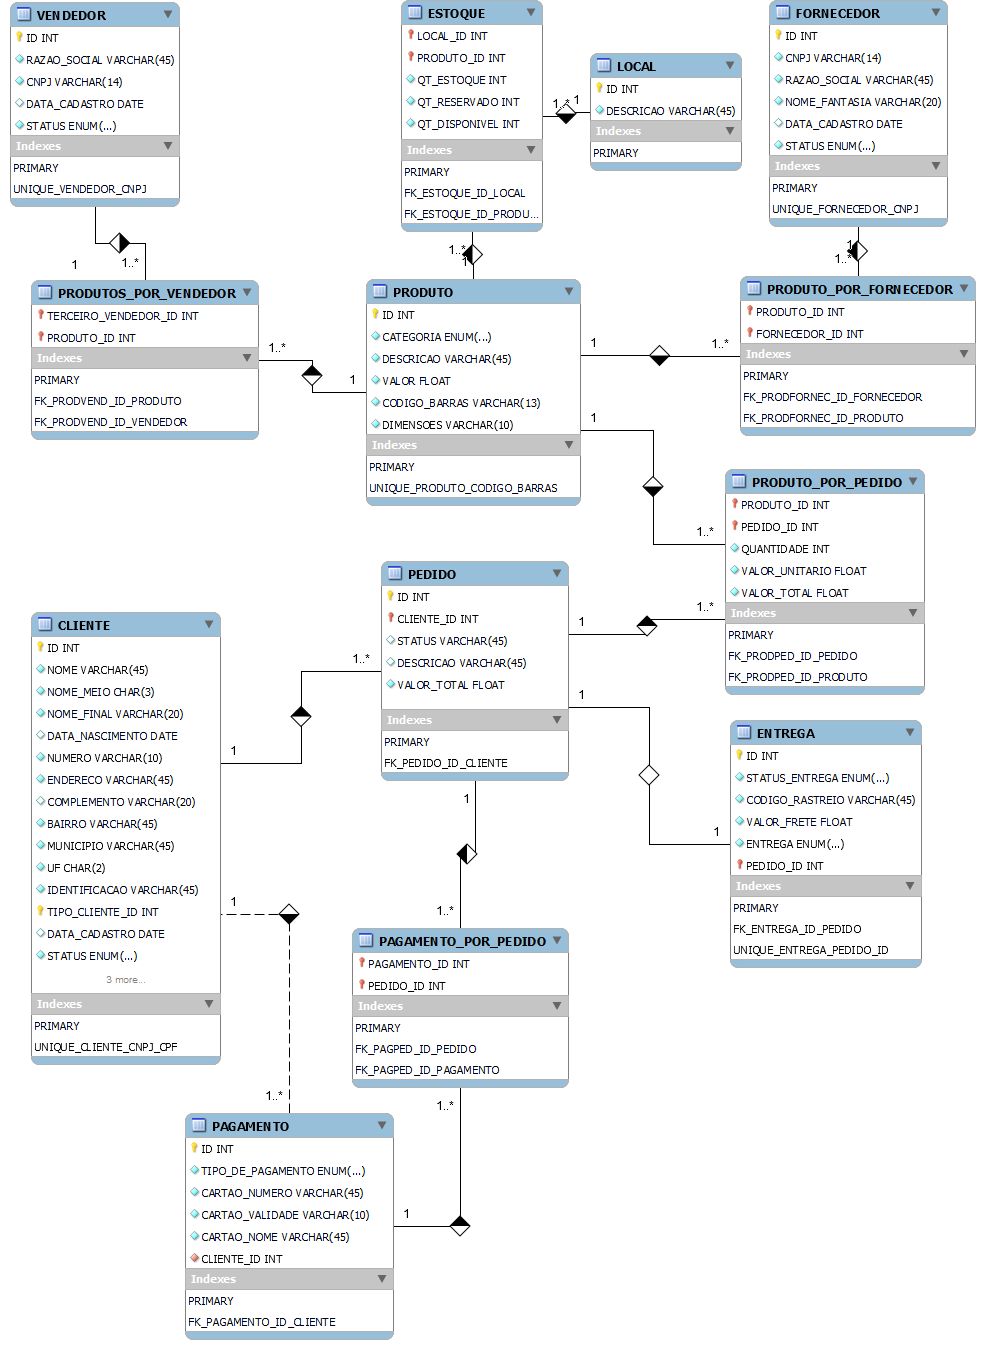 VENDEDOR
ID INT
RAZAO_SOCIAL VARCHAR(45)
CNPJ VARCHAR(14)
DATA_CADASTRO DATE
STATUS ENUM(...)
Indexes
PRIMARY
UNIQUE_VENDEDOR_CNPJ
ESTOQUE
LOCAL_ID INT
PRODUTO_ID INT
QT_ESTOQUE INT
QT_RESERVADO INT
QT_DISPONIVEL INT
Indexes
PRIMARY
FK_ESTOQUE_ID_LOCAL
FK_ESTOQUE_ID_PRODU...
1..*
1
LOCAL
ID INT
DESCRICAO VARCHAR(45)
Indexes
PRIMARY
FORNECEDOR
ID INT
CNPJ VARCHAR(14)
RAZAO_SOCIAL VARCHAR(45)
NOME_FANTASIA VARCHAR(20)
DATA_CADASTRO DATE
STATUS ENUM(...)
Indexes
PRIMARY
UNIQUE_FORNECEDOR_CNPJ
1
1..*
1..*
1
1
1..*
PRODUTOS_POR_VENDEDOR
TERCEIRO_VENDEDOR_ID INT
PRODUTO_ID INT
Indexes
PRIMARY
FK_PRODVEND_ID_PRODUTO
FK_PRODVEND_ID_VENDEDOR
1..*
1
PRODUTO
ID INT
CATEGORIA ENUM(...)
DESCRICAO VARCHAR(45)
VALOR FLOAT
CODIGO_BARRAS VARCHAR(13)
DIMENSOES VARCHAR(10)
Indexes
PRIMARY
UNIQUE_PRODUTO_CODIGO_BARRAS
1
1..*
PRODUTO_POR_FORNECEDOR
PRODUTO_ID INT
FORNECEDOR_ID INT
Indexes
PRIMARY
FK_PRODFORNEC_ID_FORNECEDOR
FK_PRODFORNEC_ID_PRODUTO
1
1..*
PRODUTO_POR_PEDIDO
PRODUTO_ID INT
PEDIDO_ID INT
QUANTIDADE INT
VALOR_UNITARIO FLOAT
VALOR_TOTAL FLOAT
Indexes
PRIMARY
FK_PRODPED_ID_PEDIDO
FK_PRODPED_ID_PRODUTO
PEDIDO
ID INT
CLIENTE_ID INT
STATUS VARCHAR(45)
DESCRICAO VARCHAR(45)
VALOR_TOTAL FLOAT
Indexes
PRIMARY
FK_PEDIDO_ID_CLIENTE
1
1..*
1
1
1..*
1
CLIENTE
ID INT
NOME VARCHAR(45)
NOME_MEIO CHAR(3)
NOME_FINAL VARCHAR(20)
DATA_NASCIMENTO DATE
NUMERO VARCHAR(10)
ENDERECO VARCHAR(45)
COMPLEMENTO VARCHAR(20)
BAIRRO VARCHAR(45)
MUNICIPIO VARCHAR(45)
UF CHAR(2)
IDENTIFICACAO VARCHAR(45)
TIPO_CLIENTE_ID INT
DATA_CADASTRO DATE
STATUS ENUM(...)
3 more...
Indexes
PRIMARY
UNIQUE_CLIENTE_CNPJ_CPF
ENTREGA
ID INT
STATUS_ENTREGA ENUM(...)
CODIGO_RASTREIO VARCHAR(45)
VALOR_FRETE FLOAT
ENTREGA ENUM(...)
PEDIDO_ID INT
Indexes
PRIMARY
FK_ENTREGA_ID_PEDIDO
UNIQUE_ENTREGA_PEDIDO_ID
1
1..*
PAGAMENTO_POR_PEDIDO
PAGAMENTO_ID INT
PEDIDO_ID INT
Indexes
PRIMARY
FK_PAGPED_ID_PEDIDO
FK_PAGPED_ID_PAGAMENTO
1
1..*
1..*
1
PAGAMENTO
ID INT
TIPO_DE_PAGAMENTO ENUM(...)
CARTAO_NUMERO VARCHAR(45)
CARTAO_VALIDADE VARCHAR(10)
CARTAO_NOME VARCHAR(45)
CLIENTE_ID INT
Indexes
PRIMARY
FK_PAGAMENTO_ID_CLIENTE